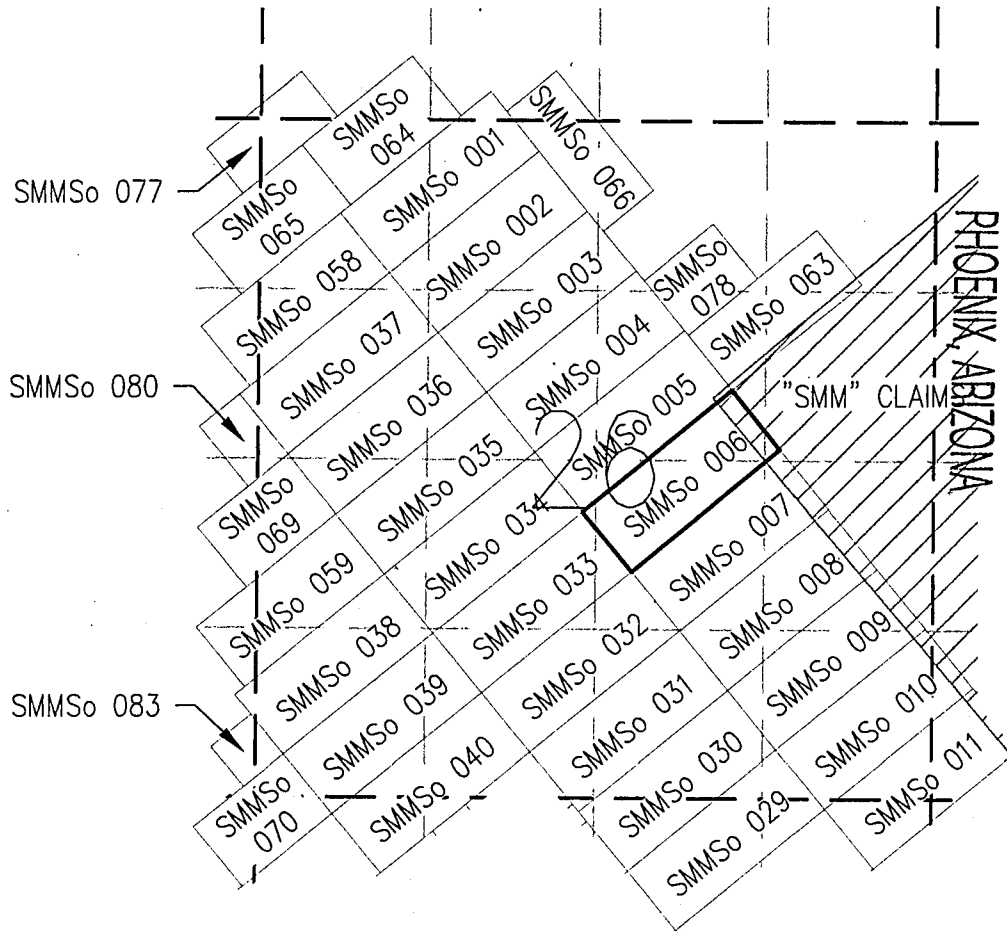 SMMSo
064
SMMSo 001
SMMSo 066
SMMSo 077
SMMSo
065
SMMSo 002
SMMSo 058
SMMSo 003
SMMSo
078
SMMSo 063
PHOENIX, ARIZONA
SMMSo 037
SMMSo 004
SMMSo 080
SMMSo 036
SMMSo 005
"SMM" CLAIM
26
SMMSo 006
SMMSo 035
SMMSo
069
SMMSo 034
SMMSo 007
SMMSo 059
SMMSo 033
SMMSo 008
SMMSo 038
SMMSo 032
SMMSo 009
SMMSo 083
SMMSo 039
SMMSo 031
SMMSo 010
SMMSo
070
SMMSo 040
SMMSo 030
SMMSo 011
SMMSo 029